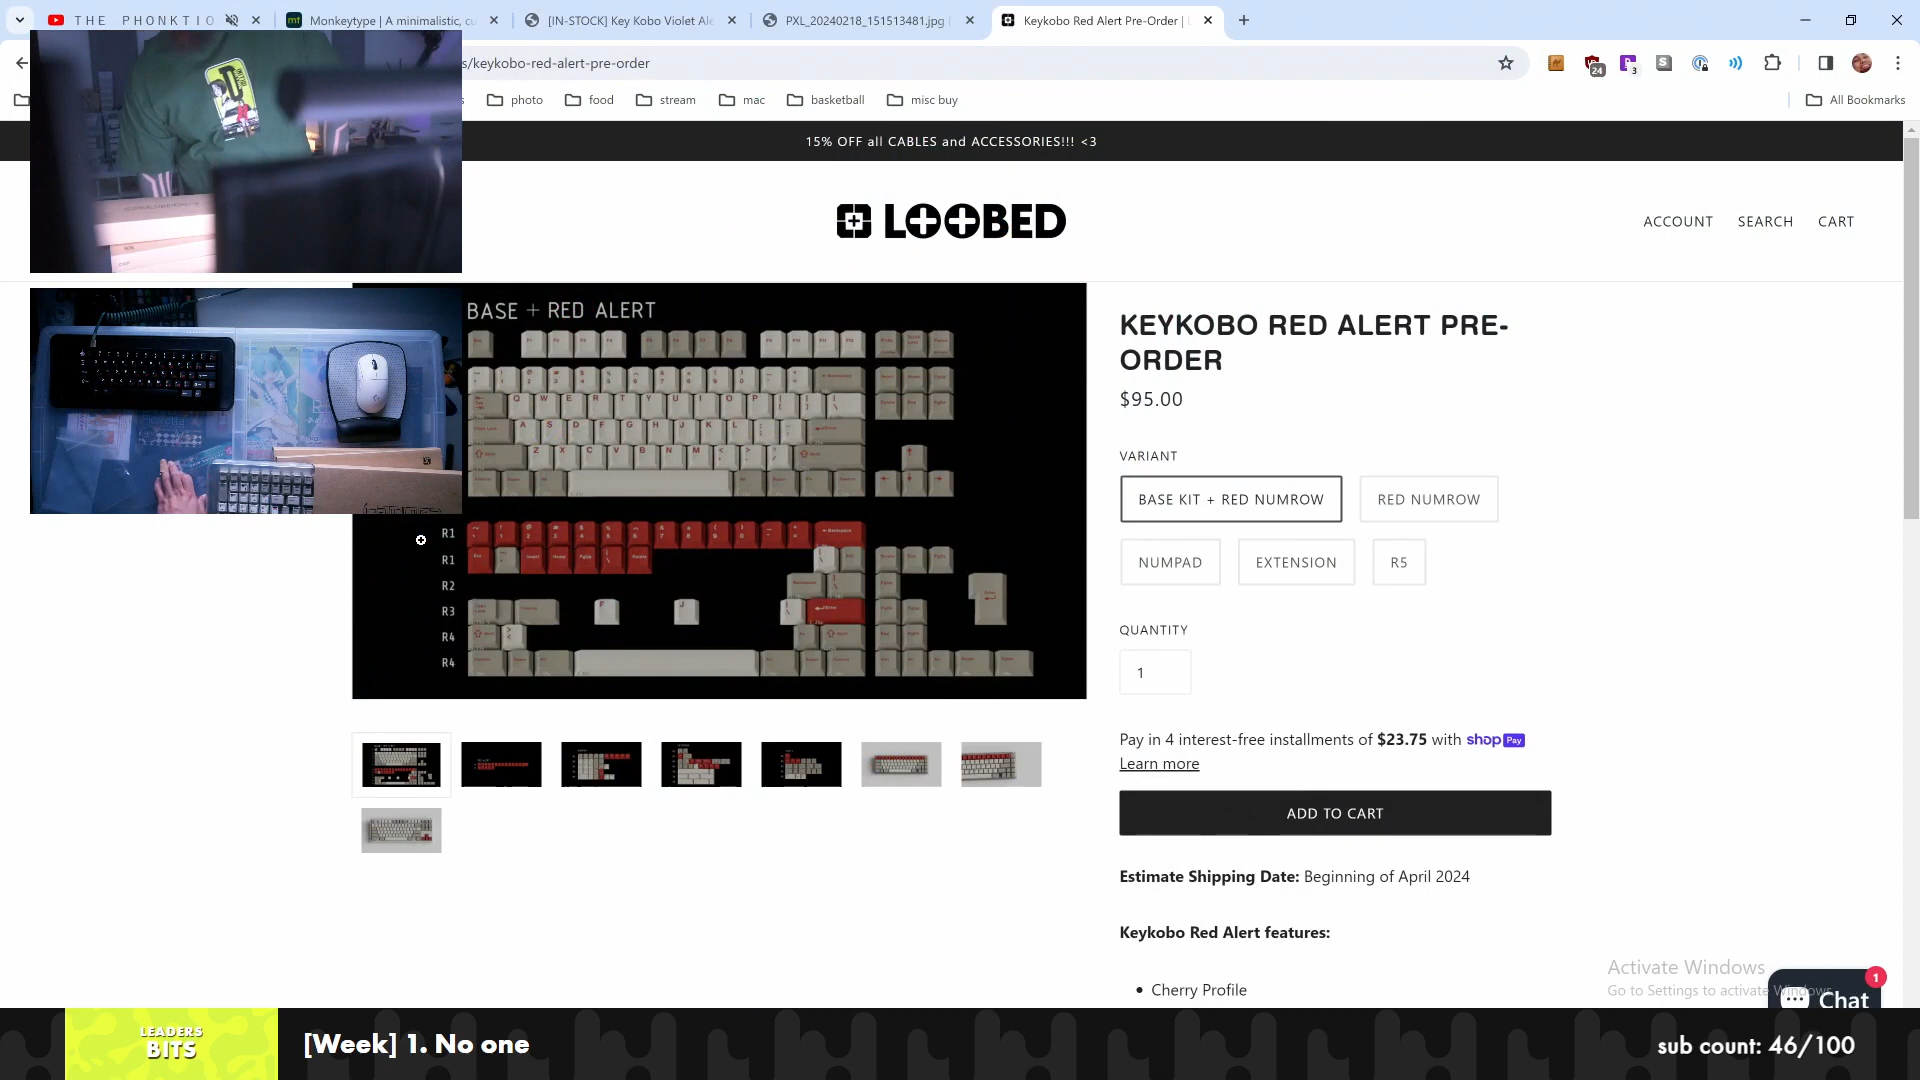 THE PHONKTIO
Monkeytype | A minimalistic, cu
[IN-STOCK] Key Kobo Violet Ale
PXL_20240218_151513481.jpg
Keykobo Red Alert Pre-Order |
s/keykobo-red-alert-pre-order
24
3
photo
food
stream
mac
basketball
misc buy
All Bookmarks
15% OFF all CABLES and ACCESSORIES!!! <3
LOOBED
ACCOUNT
SEARCH
CART
BASE + RED ALERT
R1
R1
R2
R3
R4
R4
KEYKOBO RED ALERT PRE-
ORDER
$95.00
VARIANT
BASE KIT + RED NUMROW
RED NUMROW
NUMPAD
EXTENSION
R5
QUANTITY
1
Pay in 4 interest-free installments of $23.75 with shop Pay
Learn more
ADD TO CART
Estimate Shipping Date: Beginning of April 2024
Keykobo Red Alert features:
• Cherry Profile
Activate Windows
Go to Settings to activate Windows.
Chat
1
LEADERS
BITS
[Week] 1. No one
sub count: 46/100